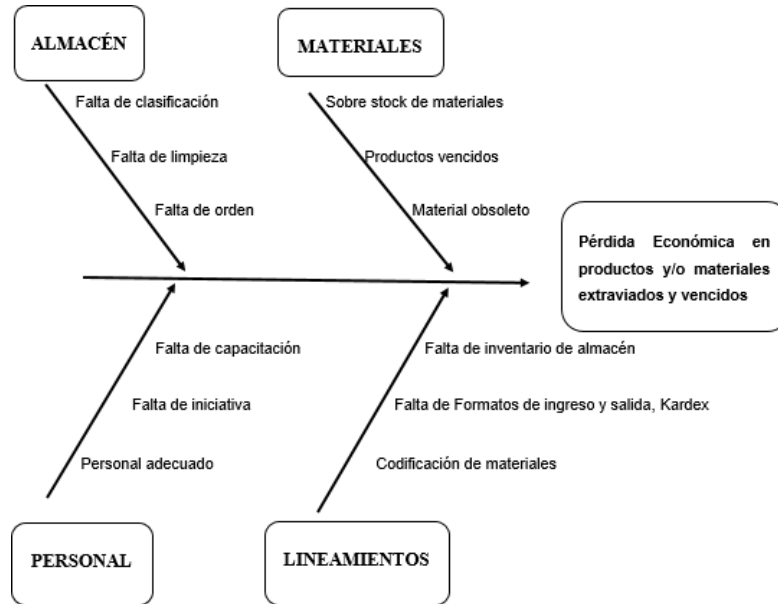 ALMACÉN
MATERIALES
Falta de clasificación
Sobre stock de materiales
Falta de limpieza
Productos vencidos
Falta de orden
Material obsoleto
Pérdida Económica en
productos y/o materiales
extraviados y vencidos
Falta de capacitación
Falta de inventario de almacén
Falta de iniciativa
Falta de Formatos de ingreso y salida, Kardex
Personal adecuado
Codificación de materiales
PERSONAL
LINEAMIENTOS